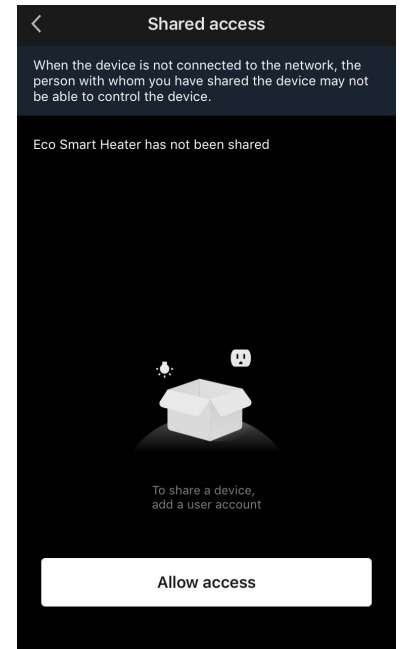 Shared access
When the device is not connected to the network, the
person with whom you have shared the device may not
be able to control the device.
Eco Smart Heater has not been shared
To share a device,
add a user account
Allow access